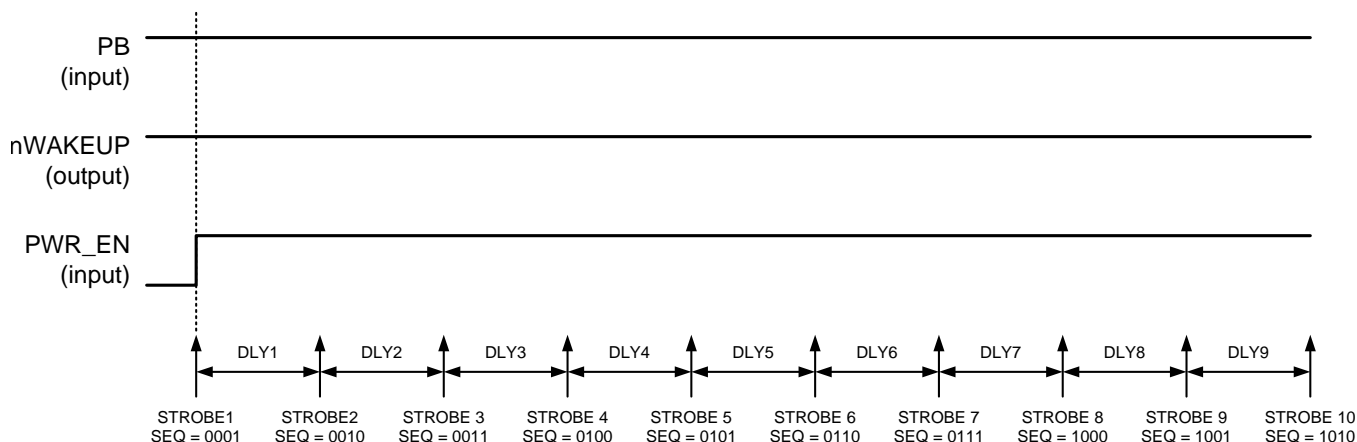 PB
(input)
nWAKEUP
(output)
PWR_EN
(input)
DLY1 DLY2 DLY3 DLY4 DLY5 DLY6 DLY7 DLY8 DLY9
STROBE1 STROBE2 STROBE 3 STROBE 4 STROBE 5 STROBE 6 STROBE 7 STROBE 8 STROBE 9 STROBE 10
SEQ = 0001 SEQ = 0010 SEQ = 0011 SEQ = 0100 SEQ = 0101 SEQ = 0110 SEQ = 0111 SEQ = 1000 SEQ = 1001 SEQ = 1010